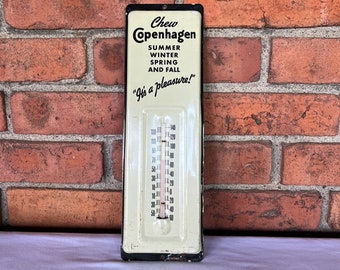 Chew
Copenhagen
SUMMER
WINTER
SPRING
AND FALL
"It's a pleasure!"